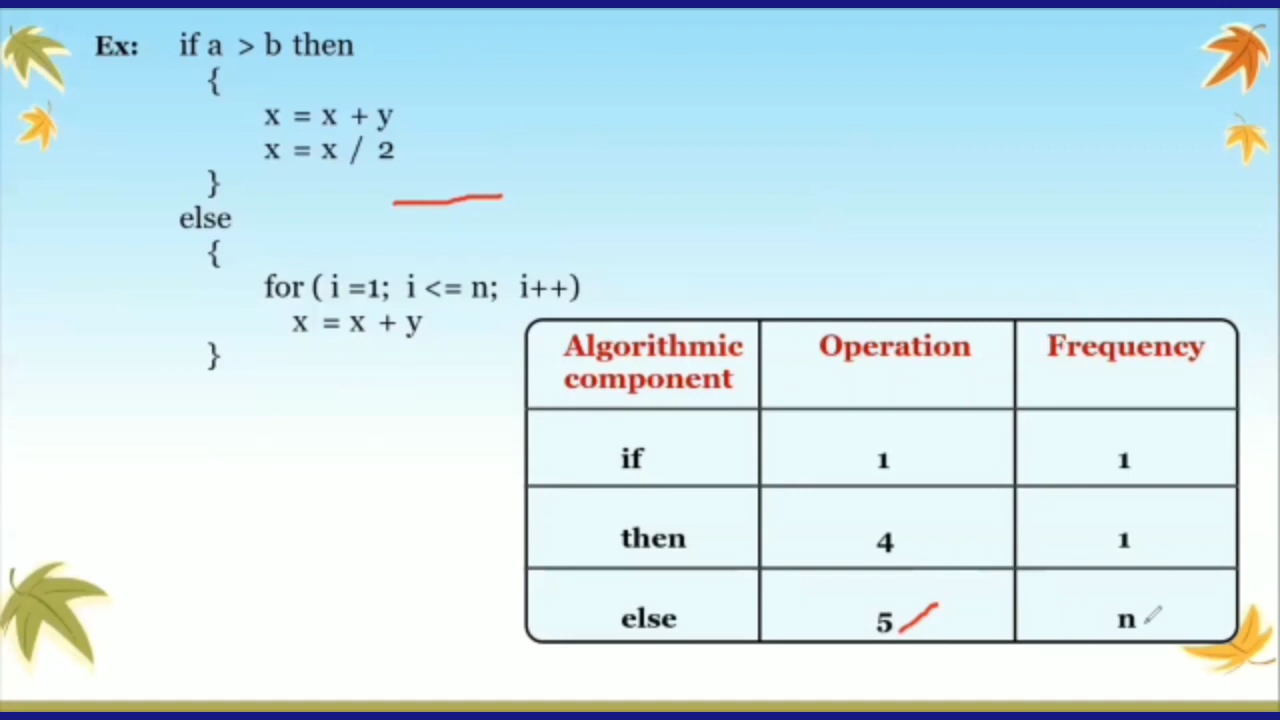 Ex: if a > b then
{
x = x + y
x = x / 2
}
else
{
for ( i =1; i <= n; i++)
x = x + y
}
Algorithmic component Operation Frequency
if 1 1
then 4 1
else 5 n